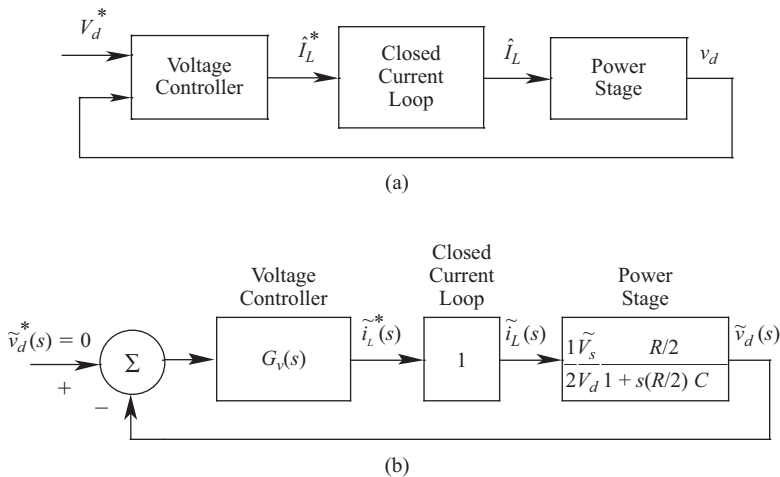 V_d^*
Voltage
Controller
Î_L^*
Closed
Current
Loop
Î_L
Power
Stage
v_d
(a)
Voltage
Controller
Closed
Current
Loop
Power
Stage
ṽ_d^*(s) = 0
+
−
Σ
G_v(s)
ĩ_L^*(s)
1
ĩ_L(s)
1/2 Ṽ_s/V_d (R/2)/(1 + s(R/2) C)
ṽ_d(s)
(b)